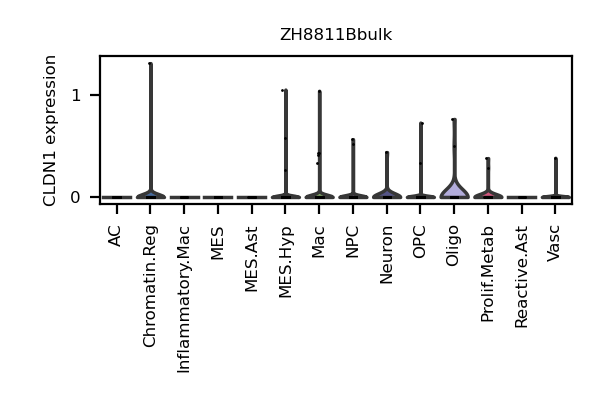 ZH8811Bbulk
CLDN1 expression
1
0
AC
Chromatin.Reg
Inflammatory.Mac
MES
MES.Ast
MES.Hyp
Mac
NPC
Neuron
OPC
Oligo
Prolif.Metab
Reactive.Ast
Vasc